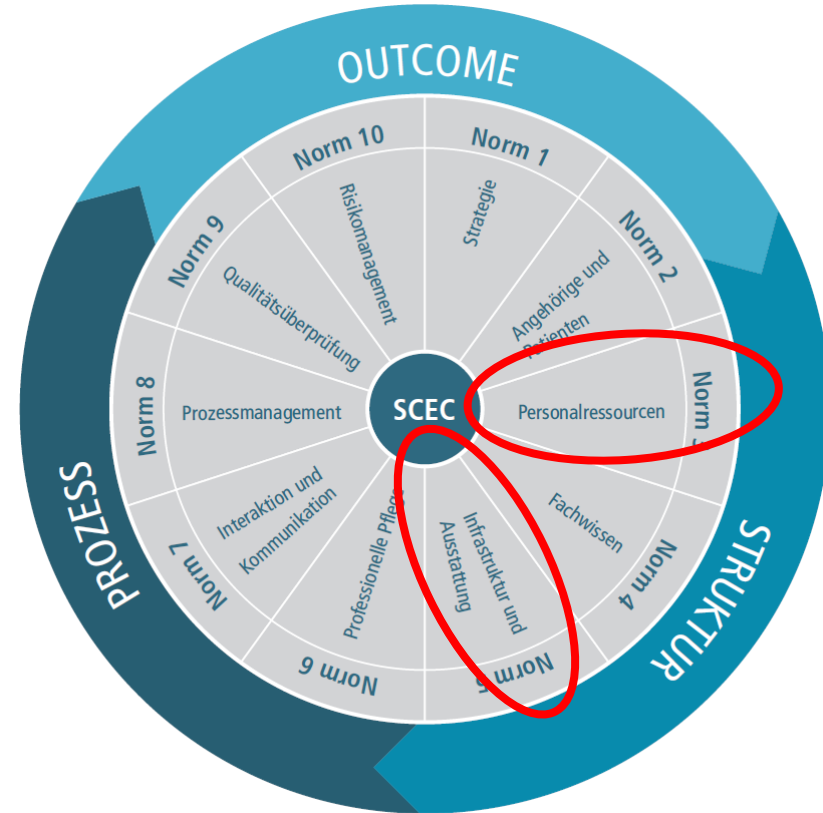 OUTCOME
STRUKTUR
PROZESS
SCEC
Norm 1
Strategie
Norm 2
Angehörige und
Patienten
Norm 3
Personalressourcen
Norm 4
Fachwissen
Norm 5
Infrastruktur und
Ausstattung
Norm 6
Professionelle Pflege
Norm 7
Interaktion und
Kommunikation
Norm 8
Prozessmanagement
Norm 9
Qualitätsüberprüfung
Norm 10
Risikomanagement